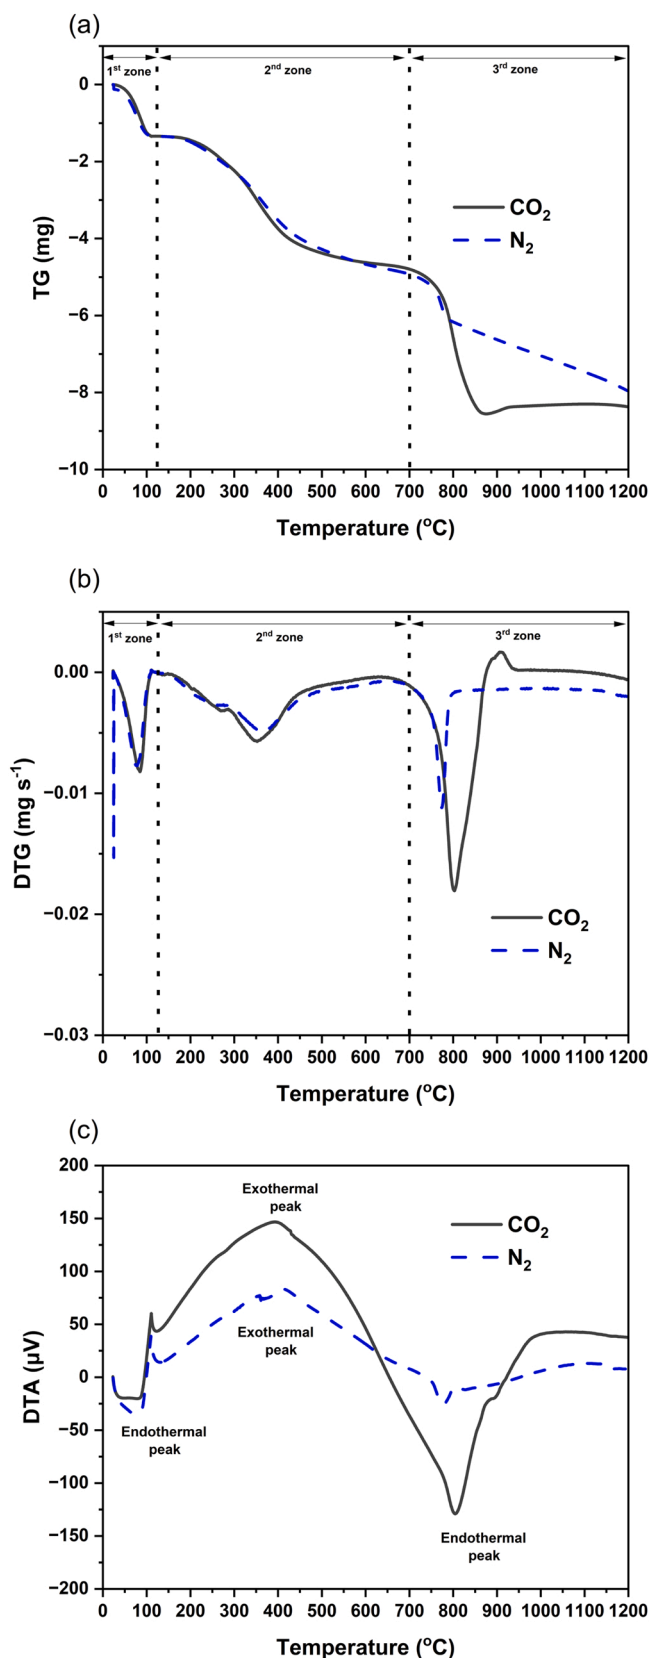 (a)
1st zone
2nd zone
3rd zone
0
−2
−4
−6
−8
−10
TG (mg)
CO2
N2
0 100 200 300 400 500 600 700 800 900 1000 1100 1200
Temperature (oC)
(b)
1st zone
2nd zone
3rd zone
0.00
−0.01
−0.02
−0.03
DTG (mg s-1)
CO2
N2
0 100 200 300 400 500 600 700 800 900 1000 1100 1200
Temperature (oC)
(c)
200
150
100
50
0
−50
−100
−150
−200
DTA (µV)
Exothermal
peak
CO2
N2
Exothermal
peak
Endothermal
peak
Endothermal
peak
0 100 200 300 400 500 600 700 800 900 1000 1100 1200
Temperature (oC)